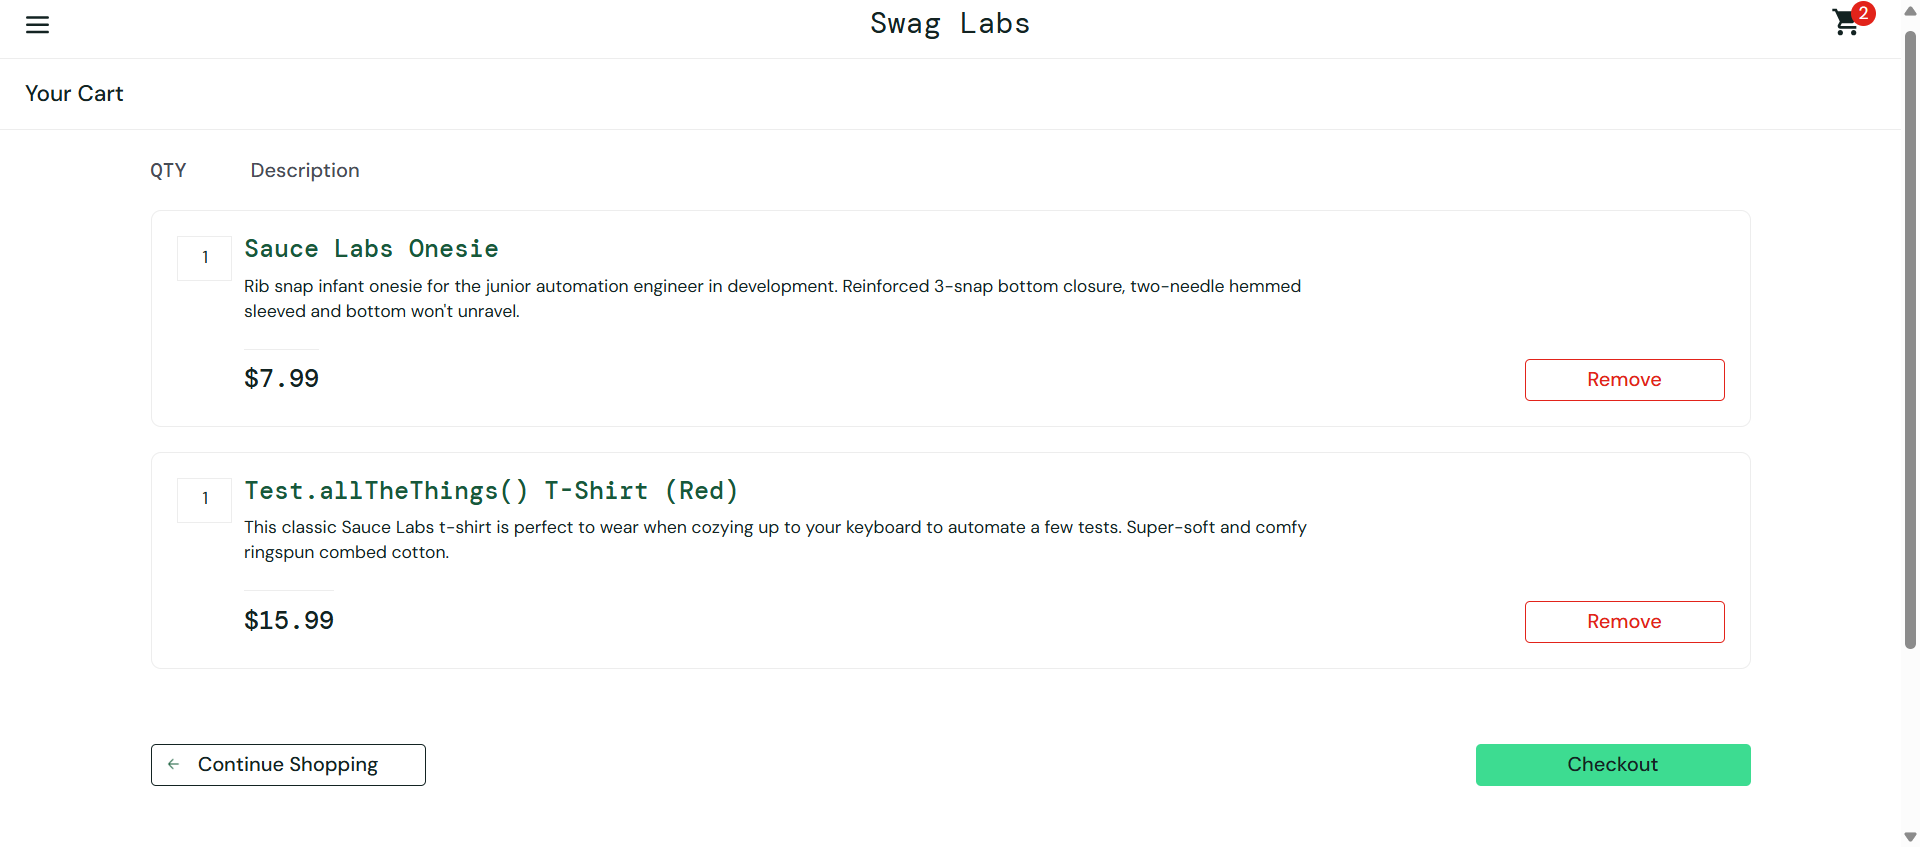 Swag Labs
2
Your Cart
QTY Description
1
Sauce Labs Onesie
Rib snap infant onesie for the junior automation engineer in development. Reinforced 3-snap bottom closure, two-needle hemmed
sleeved and bottom won't unravel.
$7.99
Remove
1
Test.allTheThings() T-Shirt (Red)
This classic Sauce Labs t-shirt is perfect to wear when cozying up to your keyboard to automate a few tests. Super-soft and comfy
ringspun combed cotton.
$15.99
Remove
Continue Shopping
Checkout